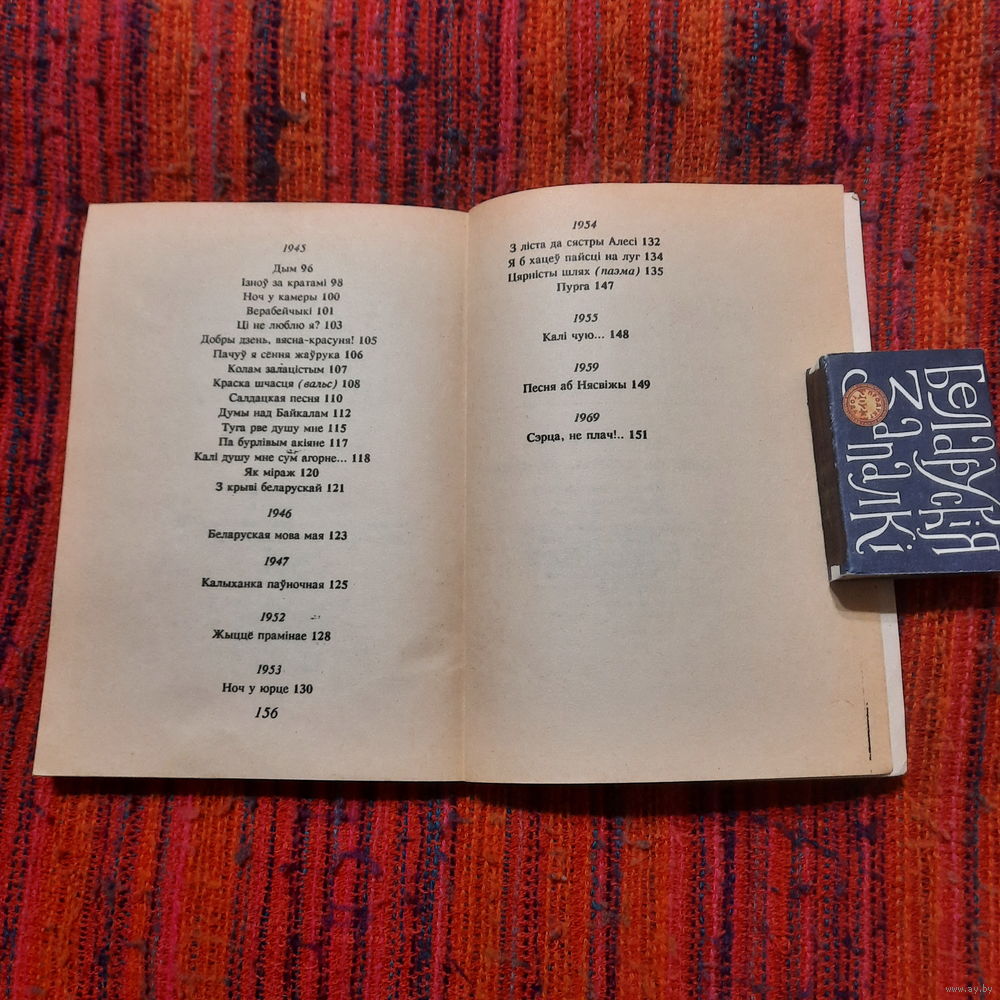 1945
Дым 96
Ізноў за кратамі 98
Ноч у камеры 100
Верабейчыкі 101
Ці не люблю я? 103
Добры дзень, вясна-красуня! 105
Пачуў я сення жаўрука 106
Колам залацістым 107
Краска шчасця (вальс) 108
Салдацкая песня 110
Думы над Байкалам 112
Туга рве душу мне 115
Па бурлівым акіяне 117
Калі душу мне сум агорне... 118
Як міраж 120
З крыві беларускай 121
1946
Беларуская мова мая 123
1947
Калыханка паўночная 125
1952
Жыццё прамінае 128
1953
Ноч у юрце 130
156
1954
З ліста да сястры Алесі 132
Я б хацеў пайсці на луг 134
Цярністы шлях (паэма) 135
Пурга 147
1955
Калі чую... 148
1959
Песня аб Нясвіжы 149
1969
Сэрца, не плач!.. 151
Беларускія
запалкі
www.ay.by